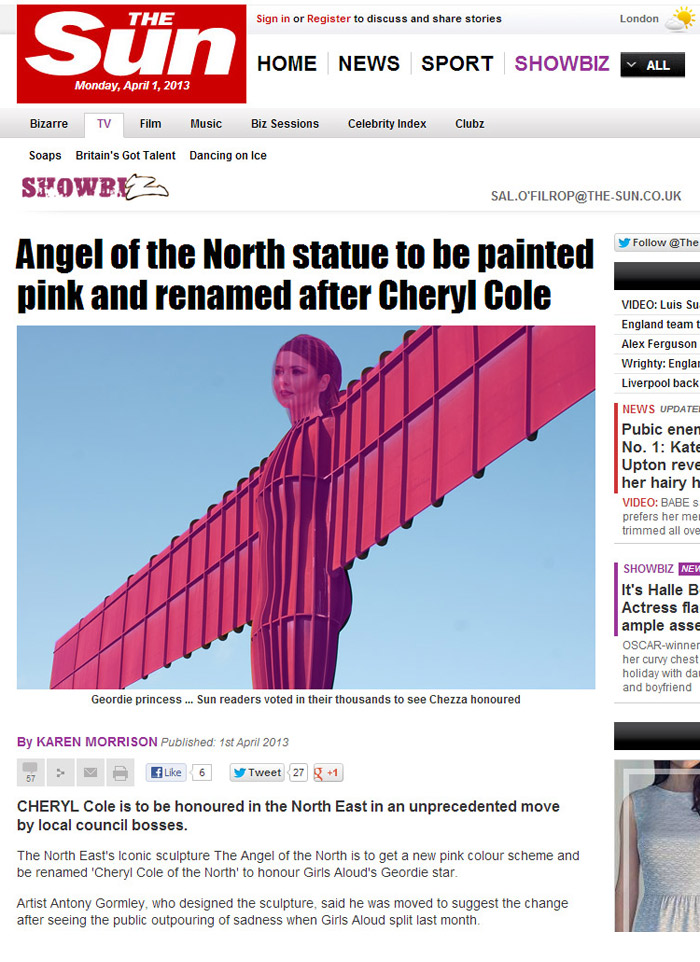 THE
Sun
Monday, April 1, 2013
Sign in or Register to discuss and share stories
London
HOME NEWS SPORT SHOWBIZ ALL
Bizarre TV Film Music Biz Sessions Celebrity Index Clubz
Soaps Britain's Got Talent Dancing on Ice
SHOWBIZ
SAL.O'FILROP@THE-SUN.CO.UK
Angel of the North statue to be painted
pink and renamed after Cheryl Cole
Geordie princess ... Sun readers voted in their thousands to see Chezza honoured
By KAREN MORRISON Published: 1st April 2013
57
Like 6 Tweet 27 +1
CHERYL Cole is to be honoured in the North East in an unprecedented move
by local council bosses.
The North East's Iconic sculpture The Angel of the North is to get a new pink colour scheme and
be renamed 'Cheryl Cole of the North' to honour Girls Aloud's Geordie star.
Artist Antony Gormley, who designed the sculpture, said he was moved to suggest the change
after seeing the public outpouring of sadness when Girls Aloud split last month.
Follow @The
VIDEO: Luis Su
England team t
Alex Ferguson
Wrighty: Englan
Liverpool back
NEWS UPDATE
Pubic enem
No. 1: Kate
Upton reve
her hairy h
VIDEO: BABE s
prefers her me
trimmed all ove
SHOWBIZ NEW
It's Halle B
Actress fla
ample asse
OSCAR-winner
her curvy chest
holiday with da
and boyfriend